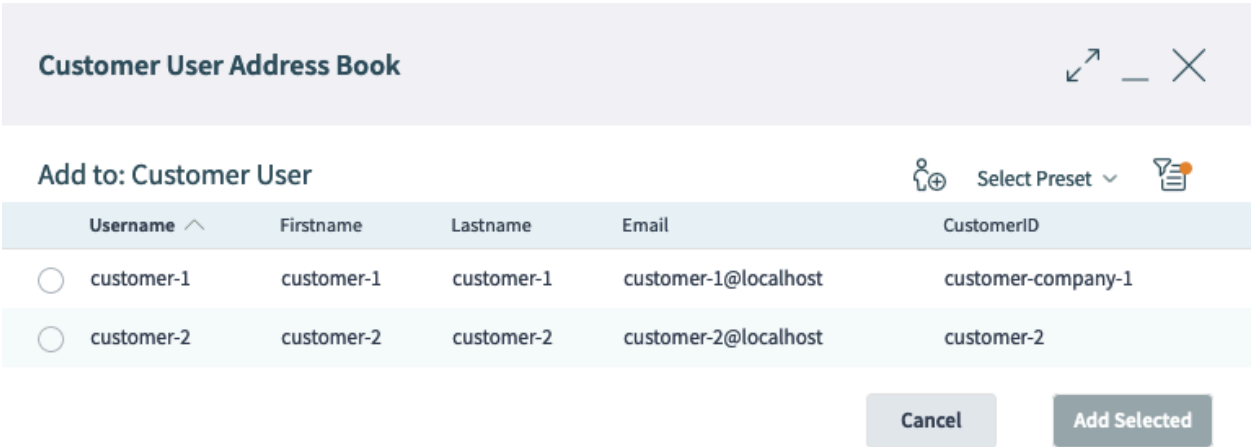 Customer User Address Book
Add to: Customer User Select Preset
Username Firstname Lastname Email CustomerID
customer-1 customer-1 customer-1 customer-1@localhost customer-company-1
customer-2 customer-2 customer-2 customer-2@localhost customer-2
Cancel Add Selected